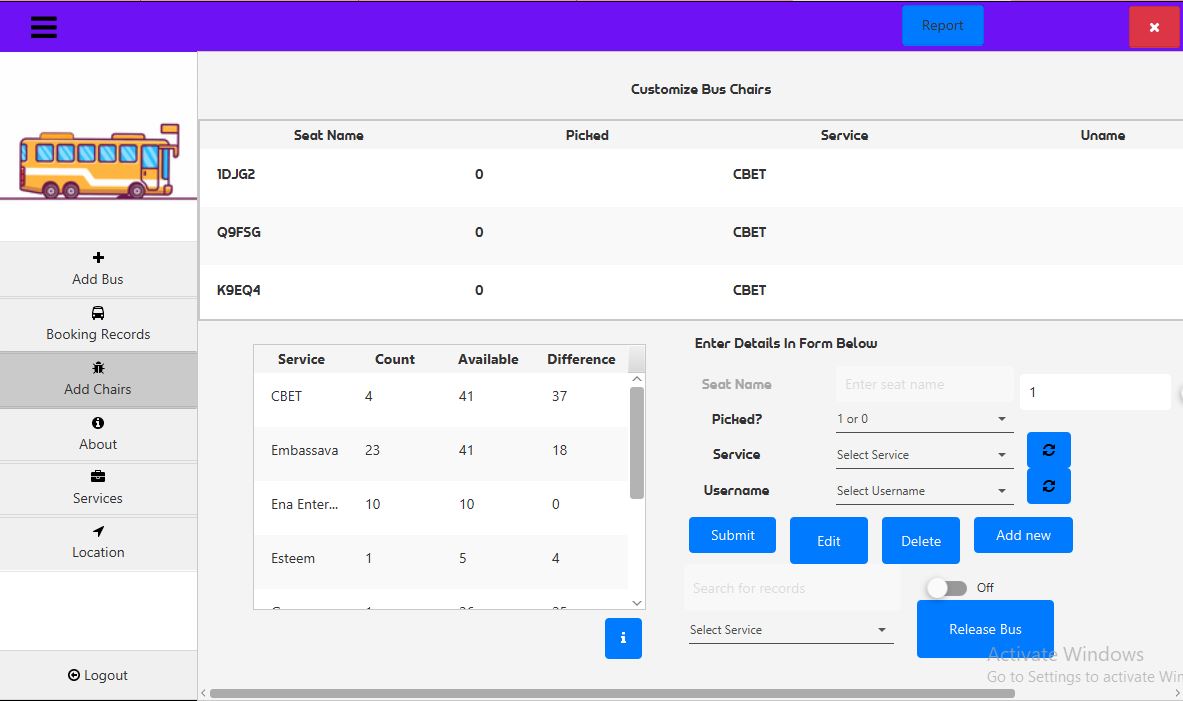 Report
Customize Bus Chairs
Seat Name Picked Service Uname
1DJG2 0 CBET
Q9FSG 0 CBET
K9EQ4 0 CBET
Add Bus
Booking Records
Add Chairs
About
Services
Location
Logout
Service Count Available Difference
CBET 4 41 37
Embassava 23 41 18
Ena Enter... 10 10 0
Esteem 1 5 4
Enter Details In Form Below
Seat Name Enter seat name 1
Picked? 1 or 0
Service Select Service
Username Select Username
Submit Edit Delete Add new
Search for records Off
Select Service Release Bus
Activate Windows
Go to Settings to activate Win